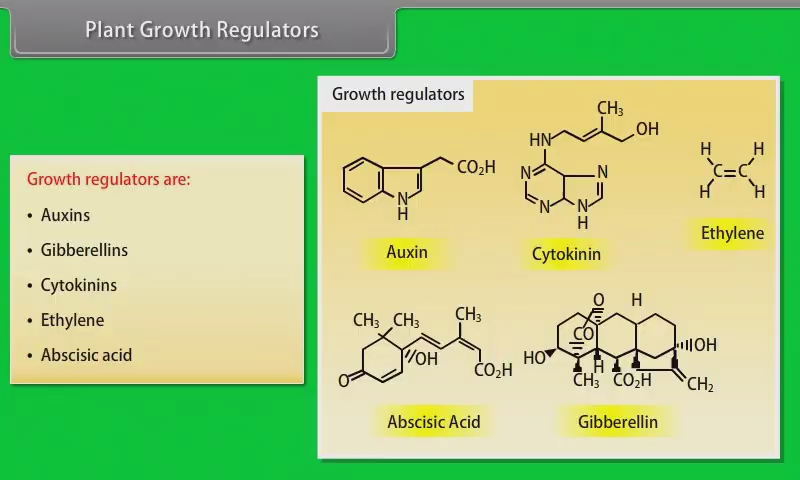 Plant Growth Regulators
Growth regulators are:
• Auxins
• Gibberellins
• Cytokinins
• Ethylene
• Abscisic acid
Growth regulators
CO₂H
N
H
Auxin
CH₃
HN
OH
N
N
N
N
H
Cytokinin
H H
C=C
H H
Ethylene
CH₃ CH₃ CH₃
OH
O
CO₂H
Abscisic Acid
O H
CO
HO OH
H
CH₃ CO₂H CH₂
Gibberellin